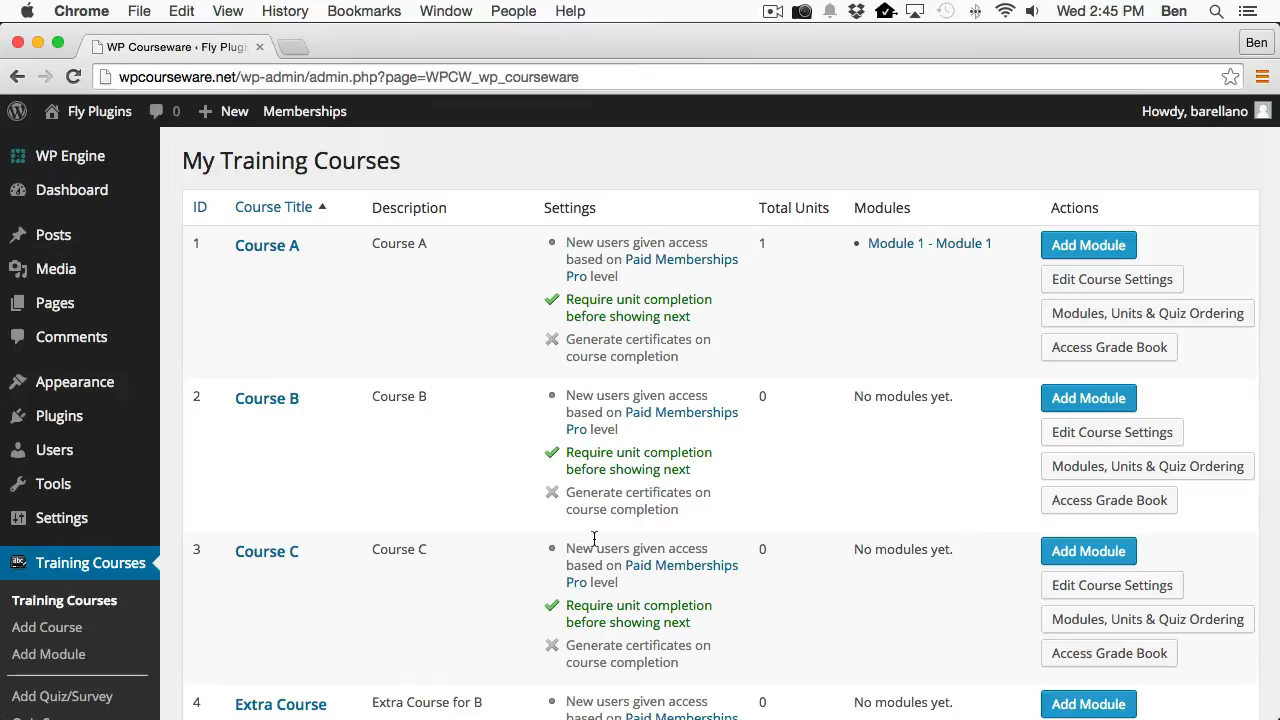 Chrome File Edit View History Bookmarks Window People Help Wed 2:45 PM Ben
WP Courseware ‹ Fly Plugi
Ben
wpcourseware.net/wp-admin/admin.php?page=WPCW_wp_courseware
Fly Plugins 0 New Memberships Howdy, barellano
WP Engine
Dashboard
Posts
Media
Pages
Comments
Appearance
Plugins
Users
Tools
Settings
abc
Training Courses
Training Courses
Add Course
Add Module
Add Quiz/Survey
My Training Courses
ID Course Title Description Settings Total Units Modules Actions
1 Course A Course A
New users given access
based on Paid Memberships
Pro level
Require unit completion
before showing next
Generate certificates on
course completion
1
Module 1 - Module 1
Add Module
Edit Course Settings
Modules, Units & Quiz Ordering
Access Grade Book
2 Course B Course B
New users given access
based on Paid Memberships
Pro level
Require unit completion
before showing next
Generate certificates on
course completion
0
No modules yet.
Add Module
Edit Course Settings
Modules, Units & Quiz Ordering
Access Grade Book
3 Course C Course C
New users given access
based on Paid Memberships
Pro level
Require unit completion
before showing next
Generate certificates on
course completion
0
No modules yet.
Add Module
Edit Course Settings
Modules, Units & Quiz Ordering
Access Grade Book
4 Extra Course Extra Course for B
New users given access
based on Paid Memberships
0
No modules yet.
Add Module